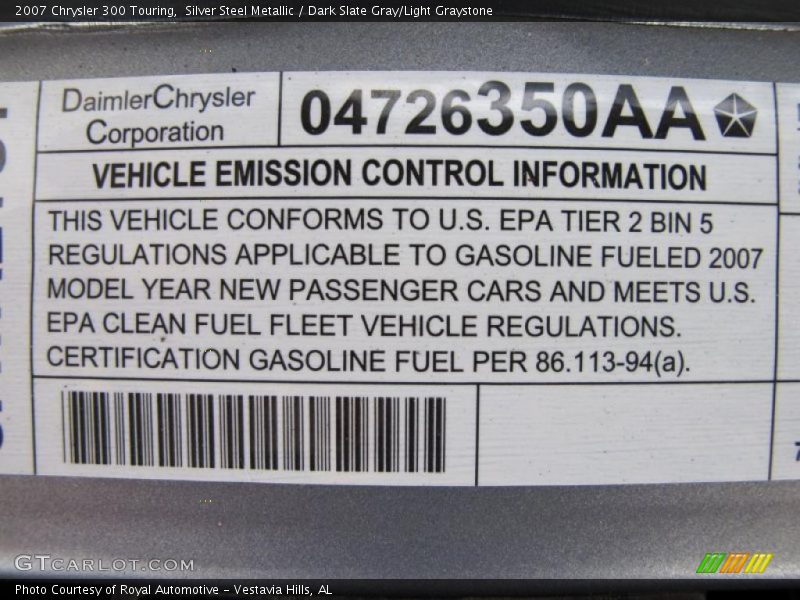 2007 Chrysler 300 Touring,  Silver Steel Metallic / Dark Slate Gray/Light Graystone
DaimlerChrysler
Corporation
04726350AA
VEHICLE EMISSION CONTROL INFORMATION
THIS VEHICLE CONFORMS TO U.S. EPA TIER 2 BIN 5
REGULATIONS APPLICABLE TO GASOLINE FUELED 2007
MODEL YEAR NEW PASSENGER CARS AND MEETS U.S.
EPA CLEAN FUEL FLEET VEHICLE REGULATIONS.
CERTIFICATION GASOLINE FUEL PER 86.113-94(a).
GTCARLOT.COM
Photo Courtesy of Royal Automotive - Vestavia Hills, AL